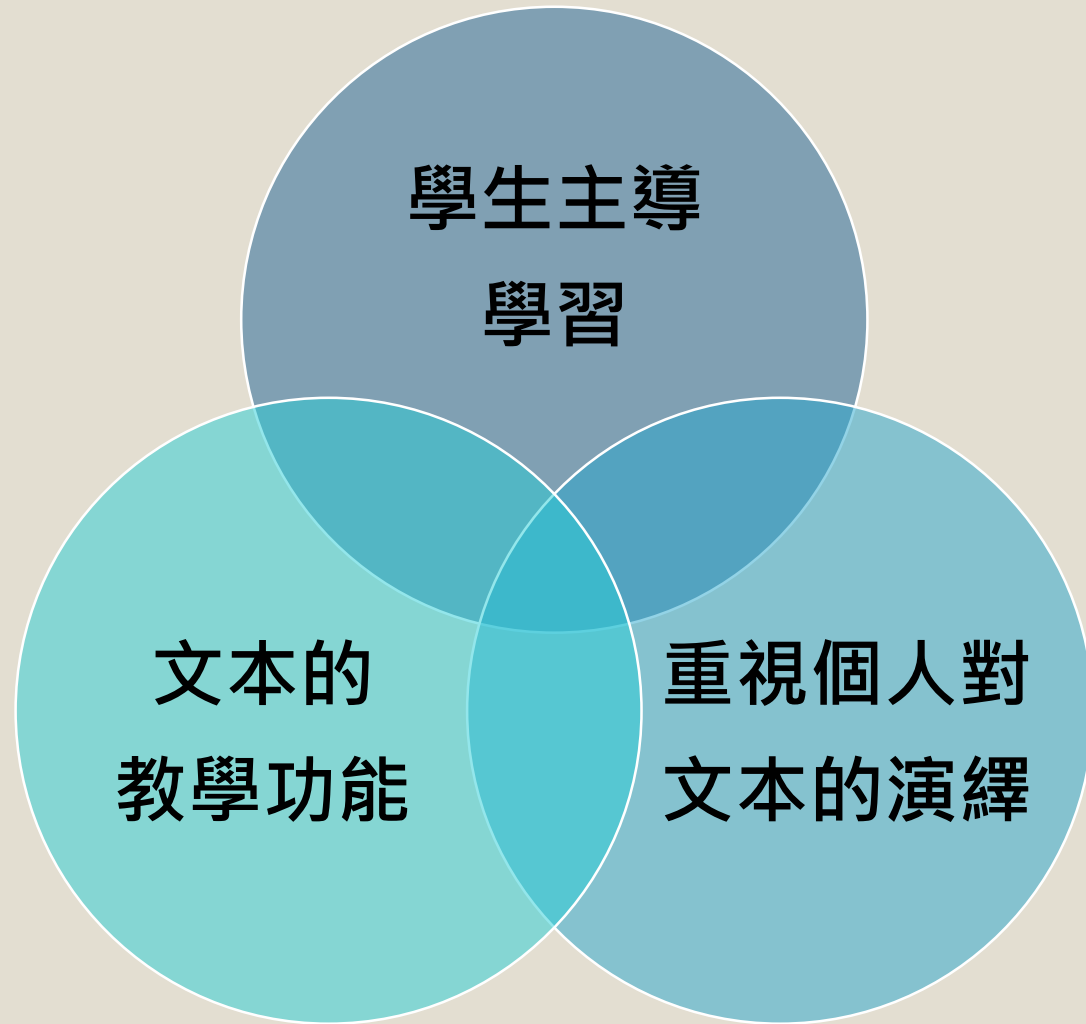 學生主導
學習
文本的
教學功能
重視個人對
文本的演繹